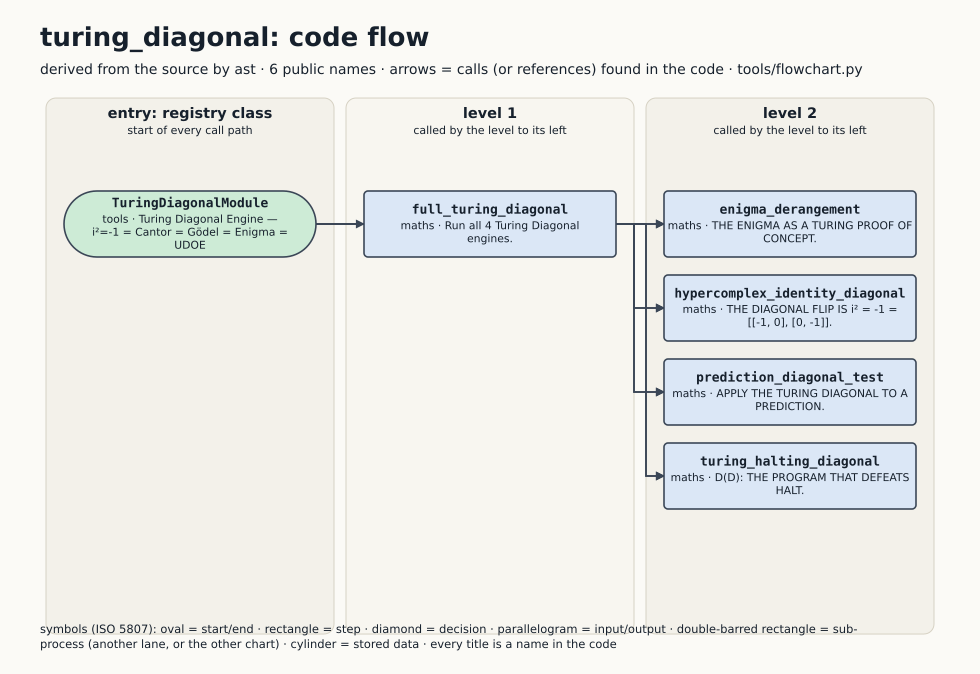 turing_diagonal: code flow
derived from the source by ast · 6 public names · arrows = calls (or references) found in the code · tools/flowchart.py
entry: registry class
start of every call path
TuringDiagonalModule
tools · Turing Diagonal Engine —
i²=-1 = Cantor = Gödel = Enigma =
UDOE
level 1
called by the level to its left
full_turing_diagonal
maths · Run all 4 Turing Diagonal
engines.
level 2
called by the level to its left
enigma_derangement
maths · THE ENIGMA AS A TURING PROOF OF
CONCEPT.
hypercomplex_identity_diagonal
maths · THE DIAGONAL FLIP IS i² = -1 =
[[-1, 0], [0, -1]].
prediction_diagonal_test
maths · APPLY THE TURING DIAGONAL TO A
PREDICTION.
turing_halting_diagonal
maths · D(D): THE PROGRAM THAT DEFEATS
HALT.
symbols (ISO 5807): oval = start/end · rectangle = step · diamond = decision · parallelogram = input/output · double-barred rectangle = sub-
process (another lane, or the other chart) · cylinder = stored data · every title is a name in the code